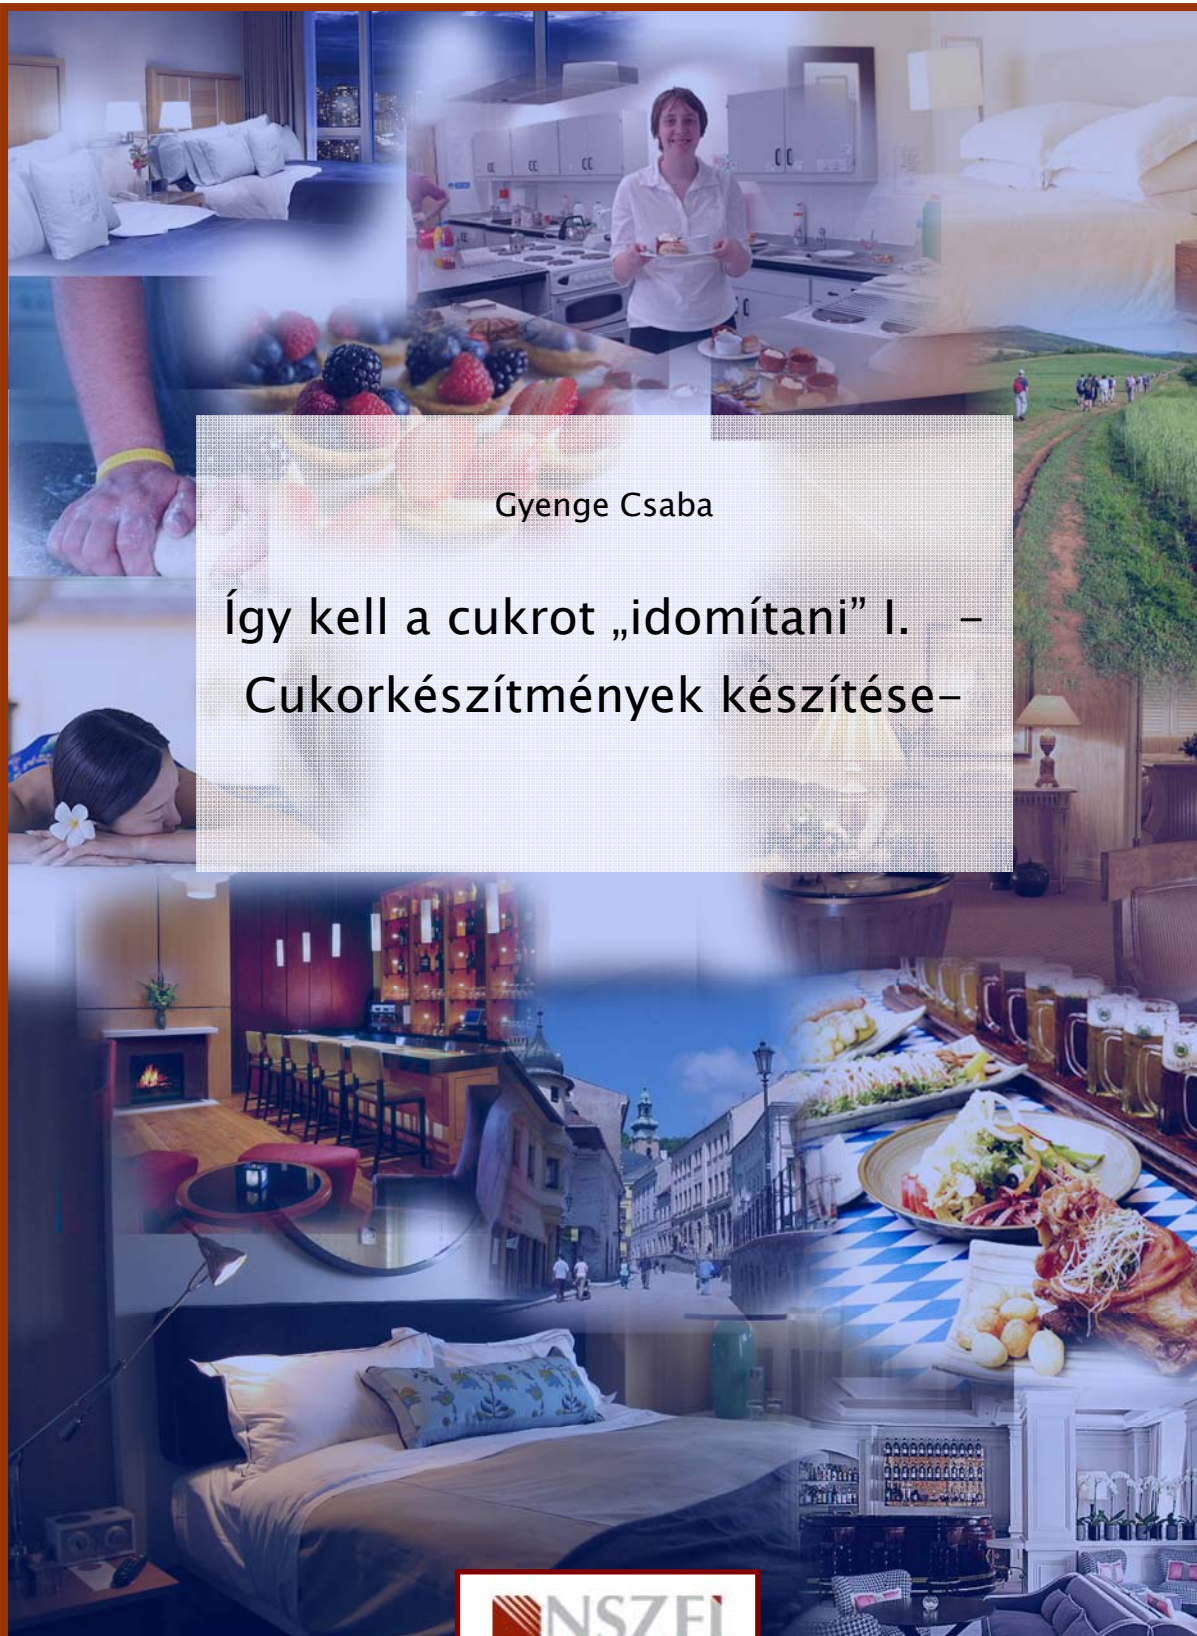 Gyenge Csaba
Így kell a cukrot „idomítani” I. -
Cukorkészítmények készítése-
NSZFI